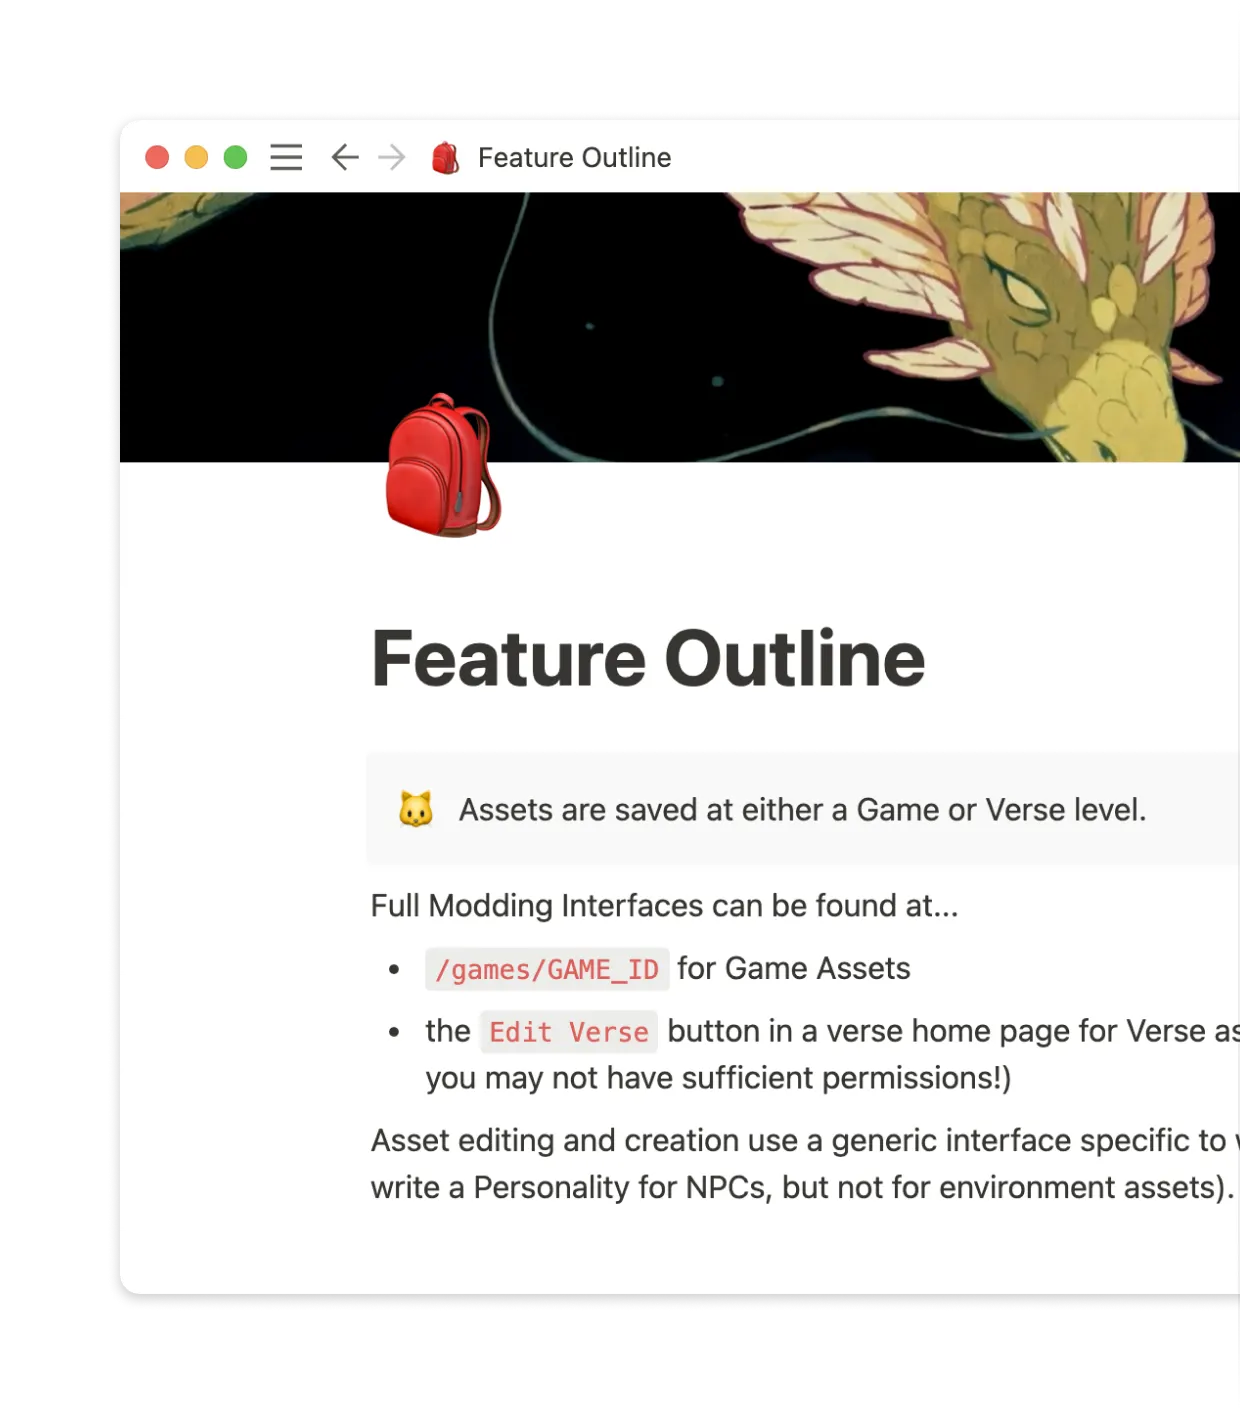 Feature Outline
Feature Outline
Assets are saved at either a Game or Verse level.
Full Modding Interfaces can be found at...
• /games/GAME_ID for Game Assets
• the Edit Verse button in a verse home page for Verse
you may not have sufficient permissions!)
Asset editing and creation use a generic interface specific to
write a Personality for NPCs, but not for environment assets).